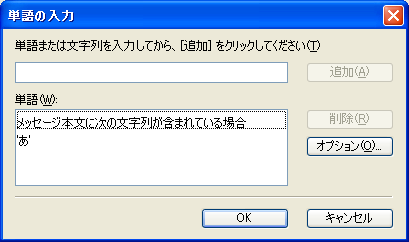 単語の入力
単語または文字列を入力してから、[追加] をクリックしてください(T)
追加(A)
単語(W):
メッセージ本文に次の文字列が含まれている場合
'あ'
削除(R)
オプション(O)...
OK
キャンセル